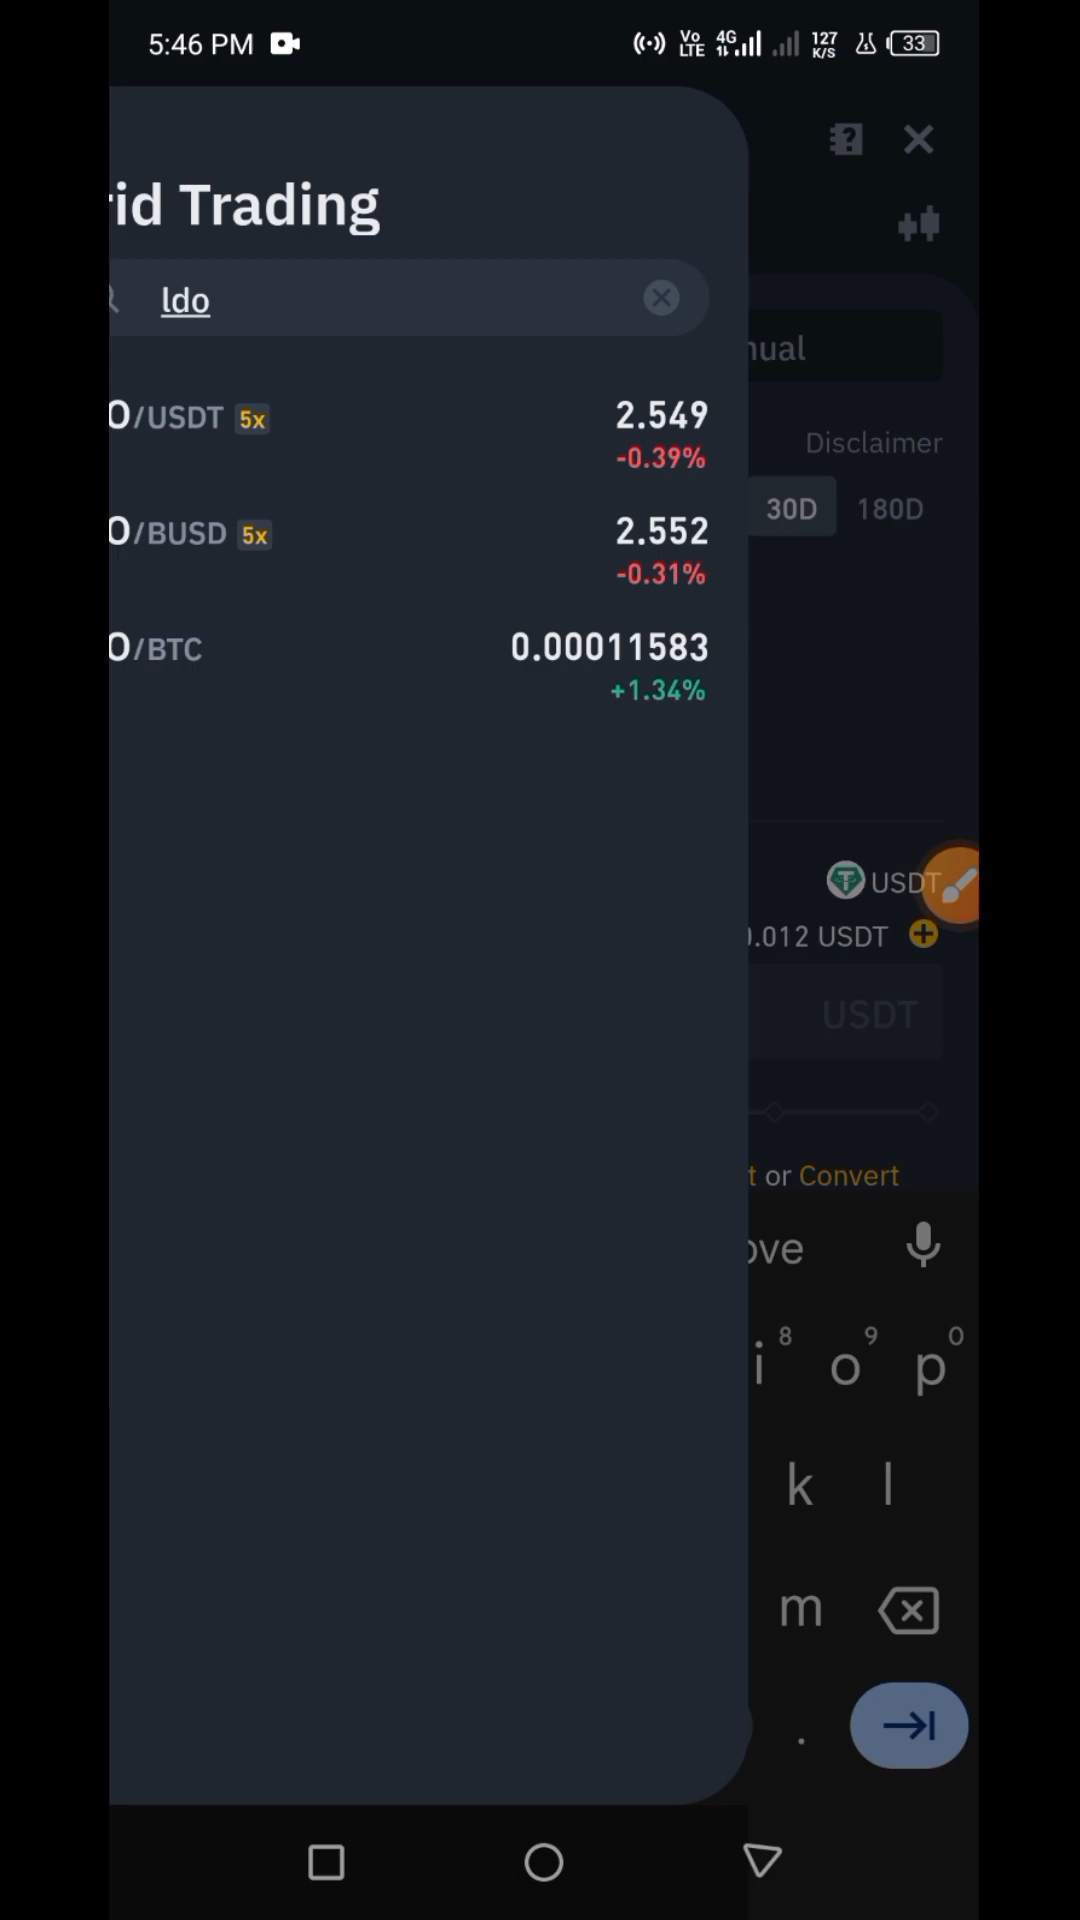 5:46 PM Vo LTE 4G 127 K/S 33
rid Trading
ldo
nual
O/USDT 5x 2.549
-0.39%
Disclaimer
30D 180D
O/BUSD 5x 2.552
-0.31%
O/BTC 0.00011583
+1.34%
USDT
0.012 USDT
USDT
t or Convert
ove
i 8 o 9 p 0
k l
m
.